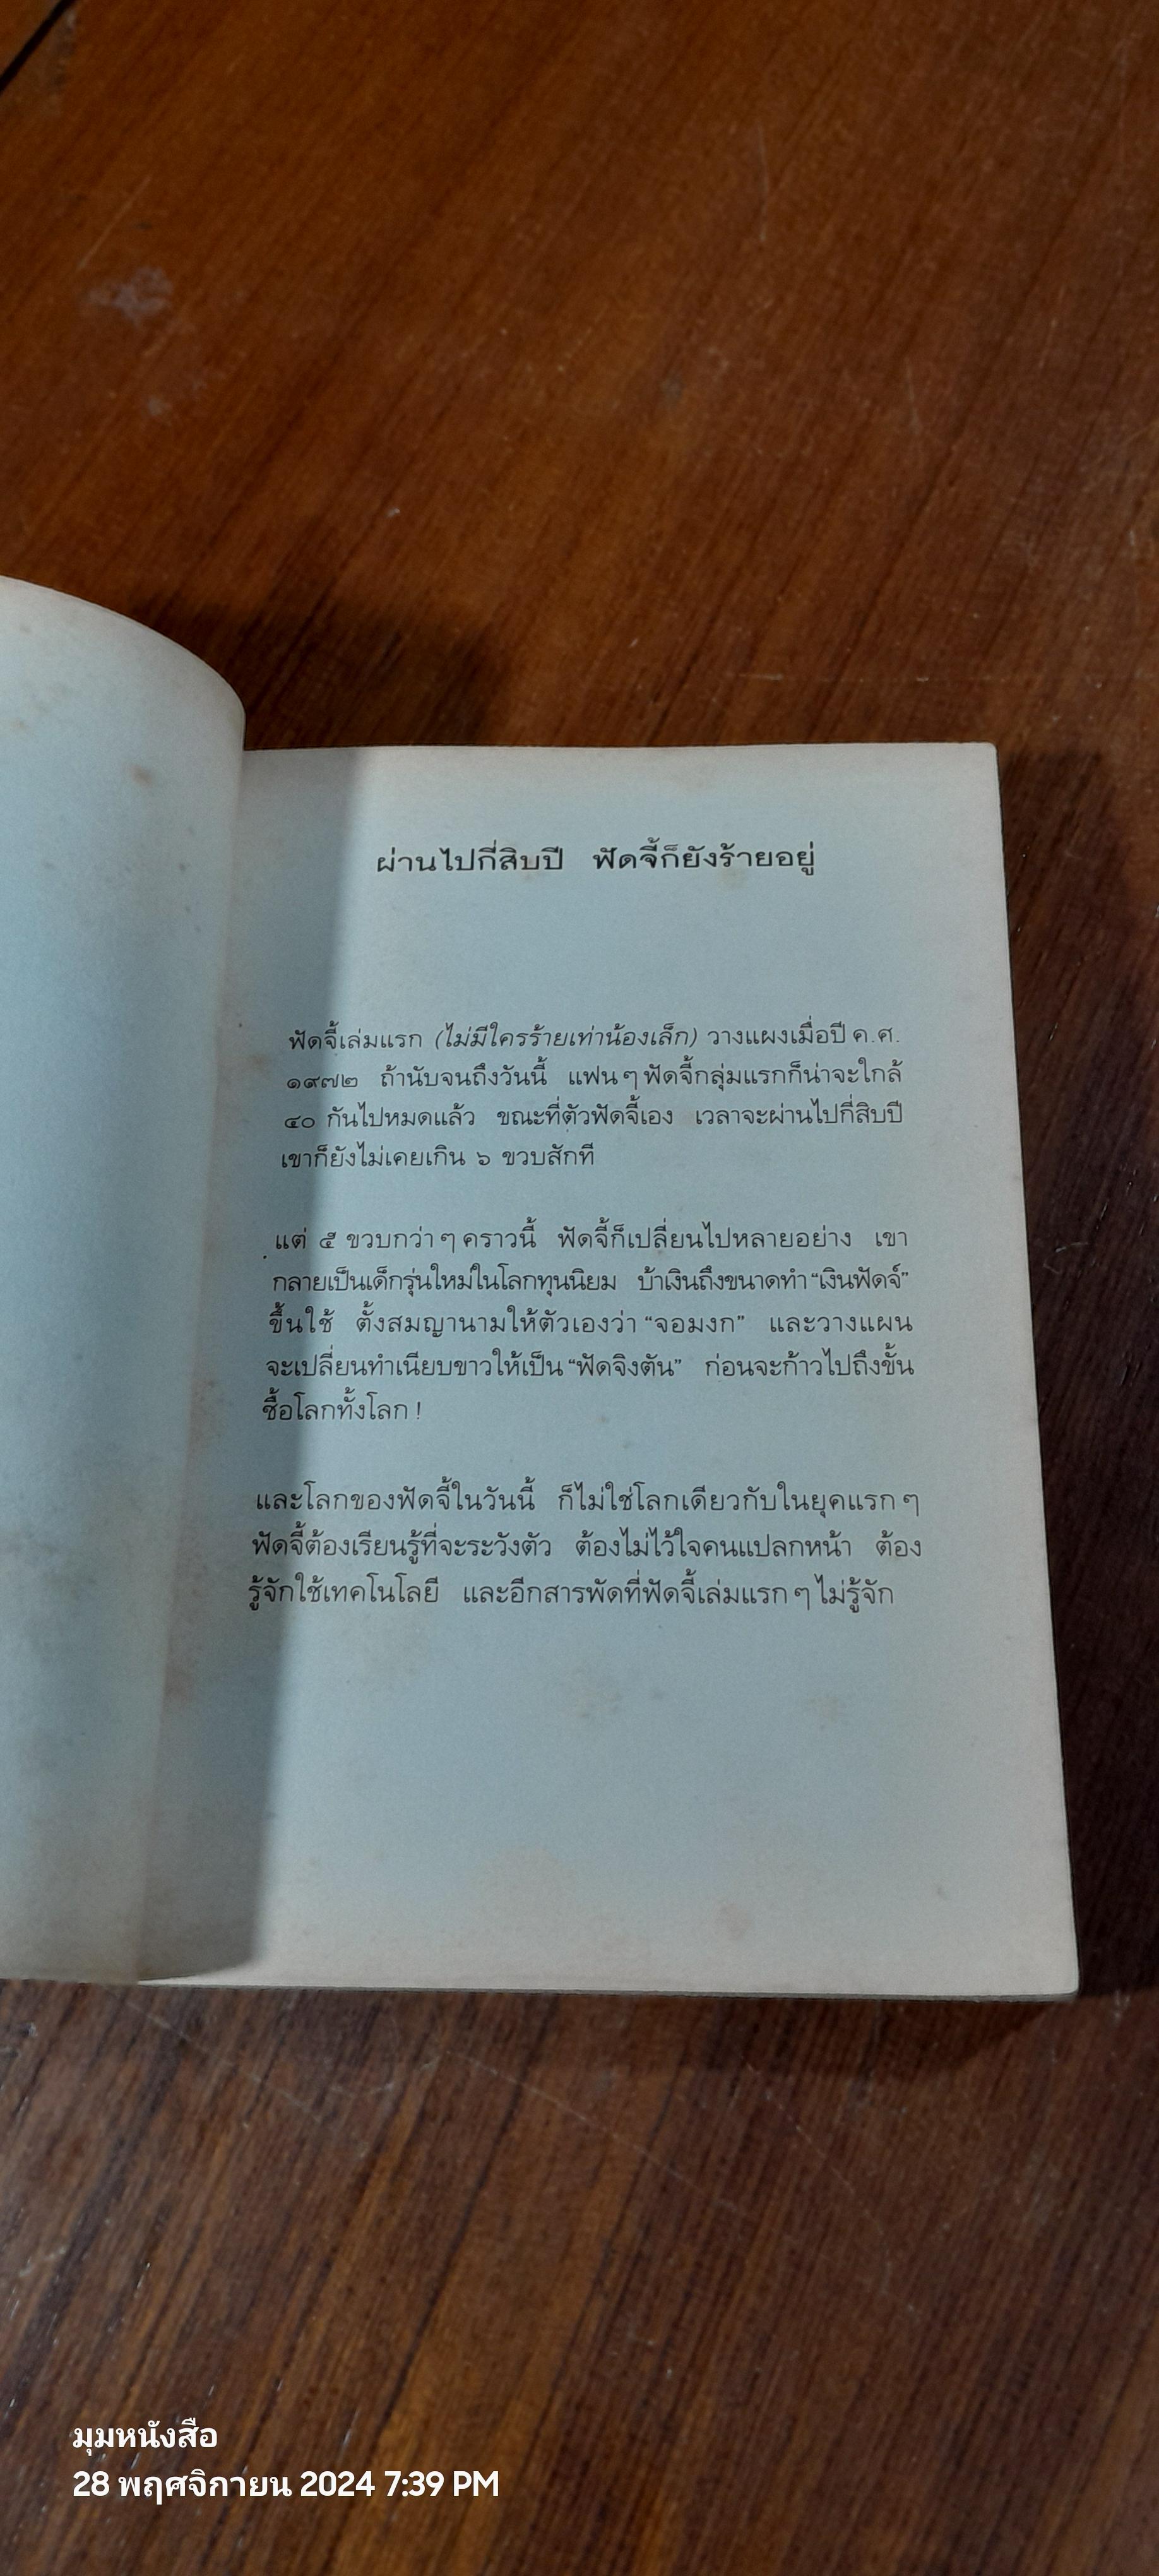 ผ่านไปกี่สิบปี ฟัดจี้ก็ยังร้ายอยู่
ฟัดจี้เล่มแรก (ไม่มีใครร้ายเท่าน้องเล็ก) วางแผงเมื่อปี ค.ศ.
๑๙๗๒ ถ้านับจนถึงวันนี้ แฟน ๆ ฟัดจี้กลุ่มแรกก็น่าจะใกล้
๔๐ กันไปหมดแล้ว ขณะที่ตัวฟัดจี้เอง เวลาจะผ่านไปกี่สิบปี
เขาก็ยังไม่เคยเกิน ๖ ขวบสักที
แต่ ๕ ขวบกว่า ๆ คราวนี้ ฟัดจี้ก็เปลี่ยนไปหลายอย่าง เขา
กลายเป็นเด็กรุ่นใหม่ในโลกทุนนิยม บ้าเงินถึงขนาดทำ “เงินฟัดจ์”
ขึ้นใช้ ตั้งสมญานามให้ตัวเองว่า “จอมงก” และวางแผน
จะเปลี่ยนทำเนียบขาวให้เป็น “ฟัดจิงตัน” ก่อนจะก้าวไปถึงขั้น
ซื้อโลกทั้งโลก !
และโลกของฟัดจี้ในวันนี้ ก็ไม่ใช่โลกเดียวกับในยุคแรก ๆ
ฟัดจี้ต้องเรียนรู้ที่จะระวังตัว ต้องไม่ไว้ใจคนแปลกหน้า ต้อง
รู้จักใช้เทคโนโลยี และอีกสารพัดที่ฟัดจี้เล่มแรก ๆ ไม่รู้จัก
มุมหนังสือ
28 พฤศจิกายน 2024 7:39 PM